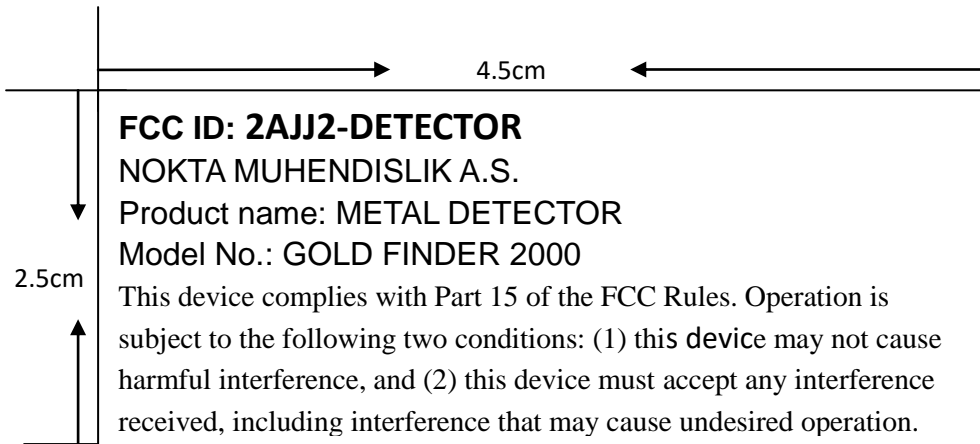 4.5cm
FCC ID: 2AJJ2-DETECTOR
NOKTA MUHENDISLIK A.S.
Product name: METAL DETECTOR
Model No.: GOLD FINDER 2000
2.5cm
This device complies with Part 15 of the FCC Rules. Operation is
subject to the following two conditions: (1) this device may not cause
harmful interference, and (2) this device must accept any interference
received, including interference that may cause undesired operation.